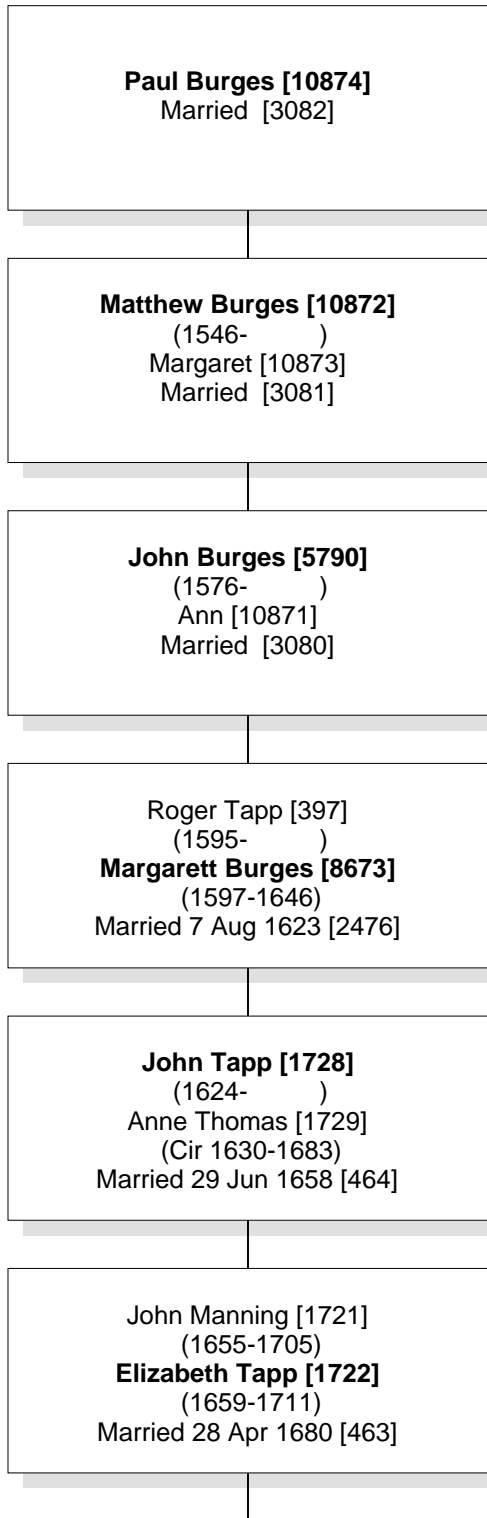 Paul Burges [10874]
Married [3082]
Matthew Burges [10872]
(1546- )
Margaret [10873]
Married [3081]
John Burges [5790]
(1576- )
Ann [10871]
Married [3080]
Roger Tapp [397]
(1595- )
Margarett Burges [8673]
(1597-1646)
Married 7 Aug 1623 [2476]
John Tapp [1728]
(1624- )
Anne Thomas [1729]
(Cir 1630-1683)
Married 29 Jun 1658 [464]
John Manning [1721]
(1655-1705)
Elizabeth Tapp [1722]
(1659-1711)
Married 28 Apr 1680 [463]